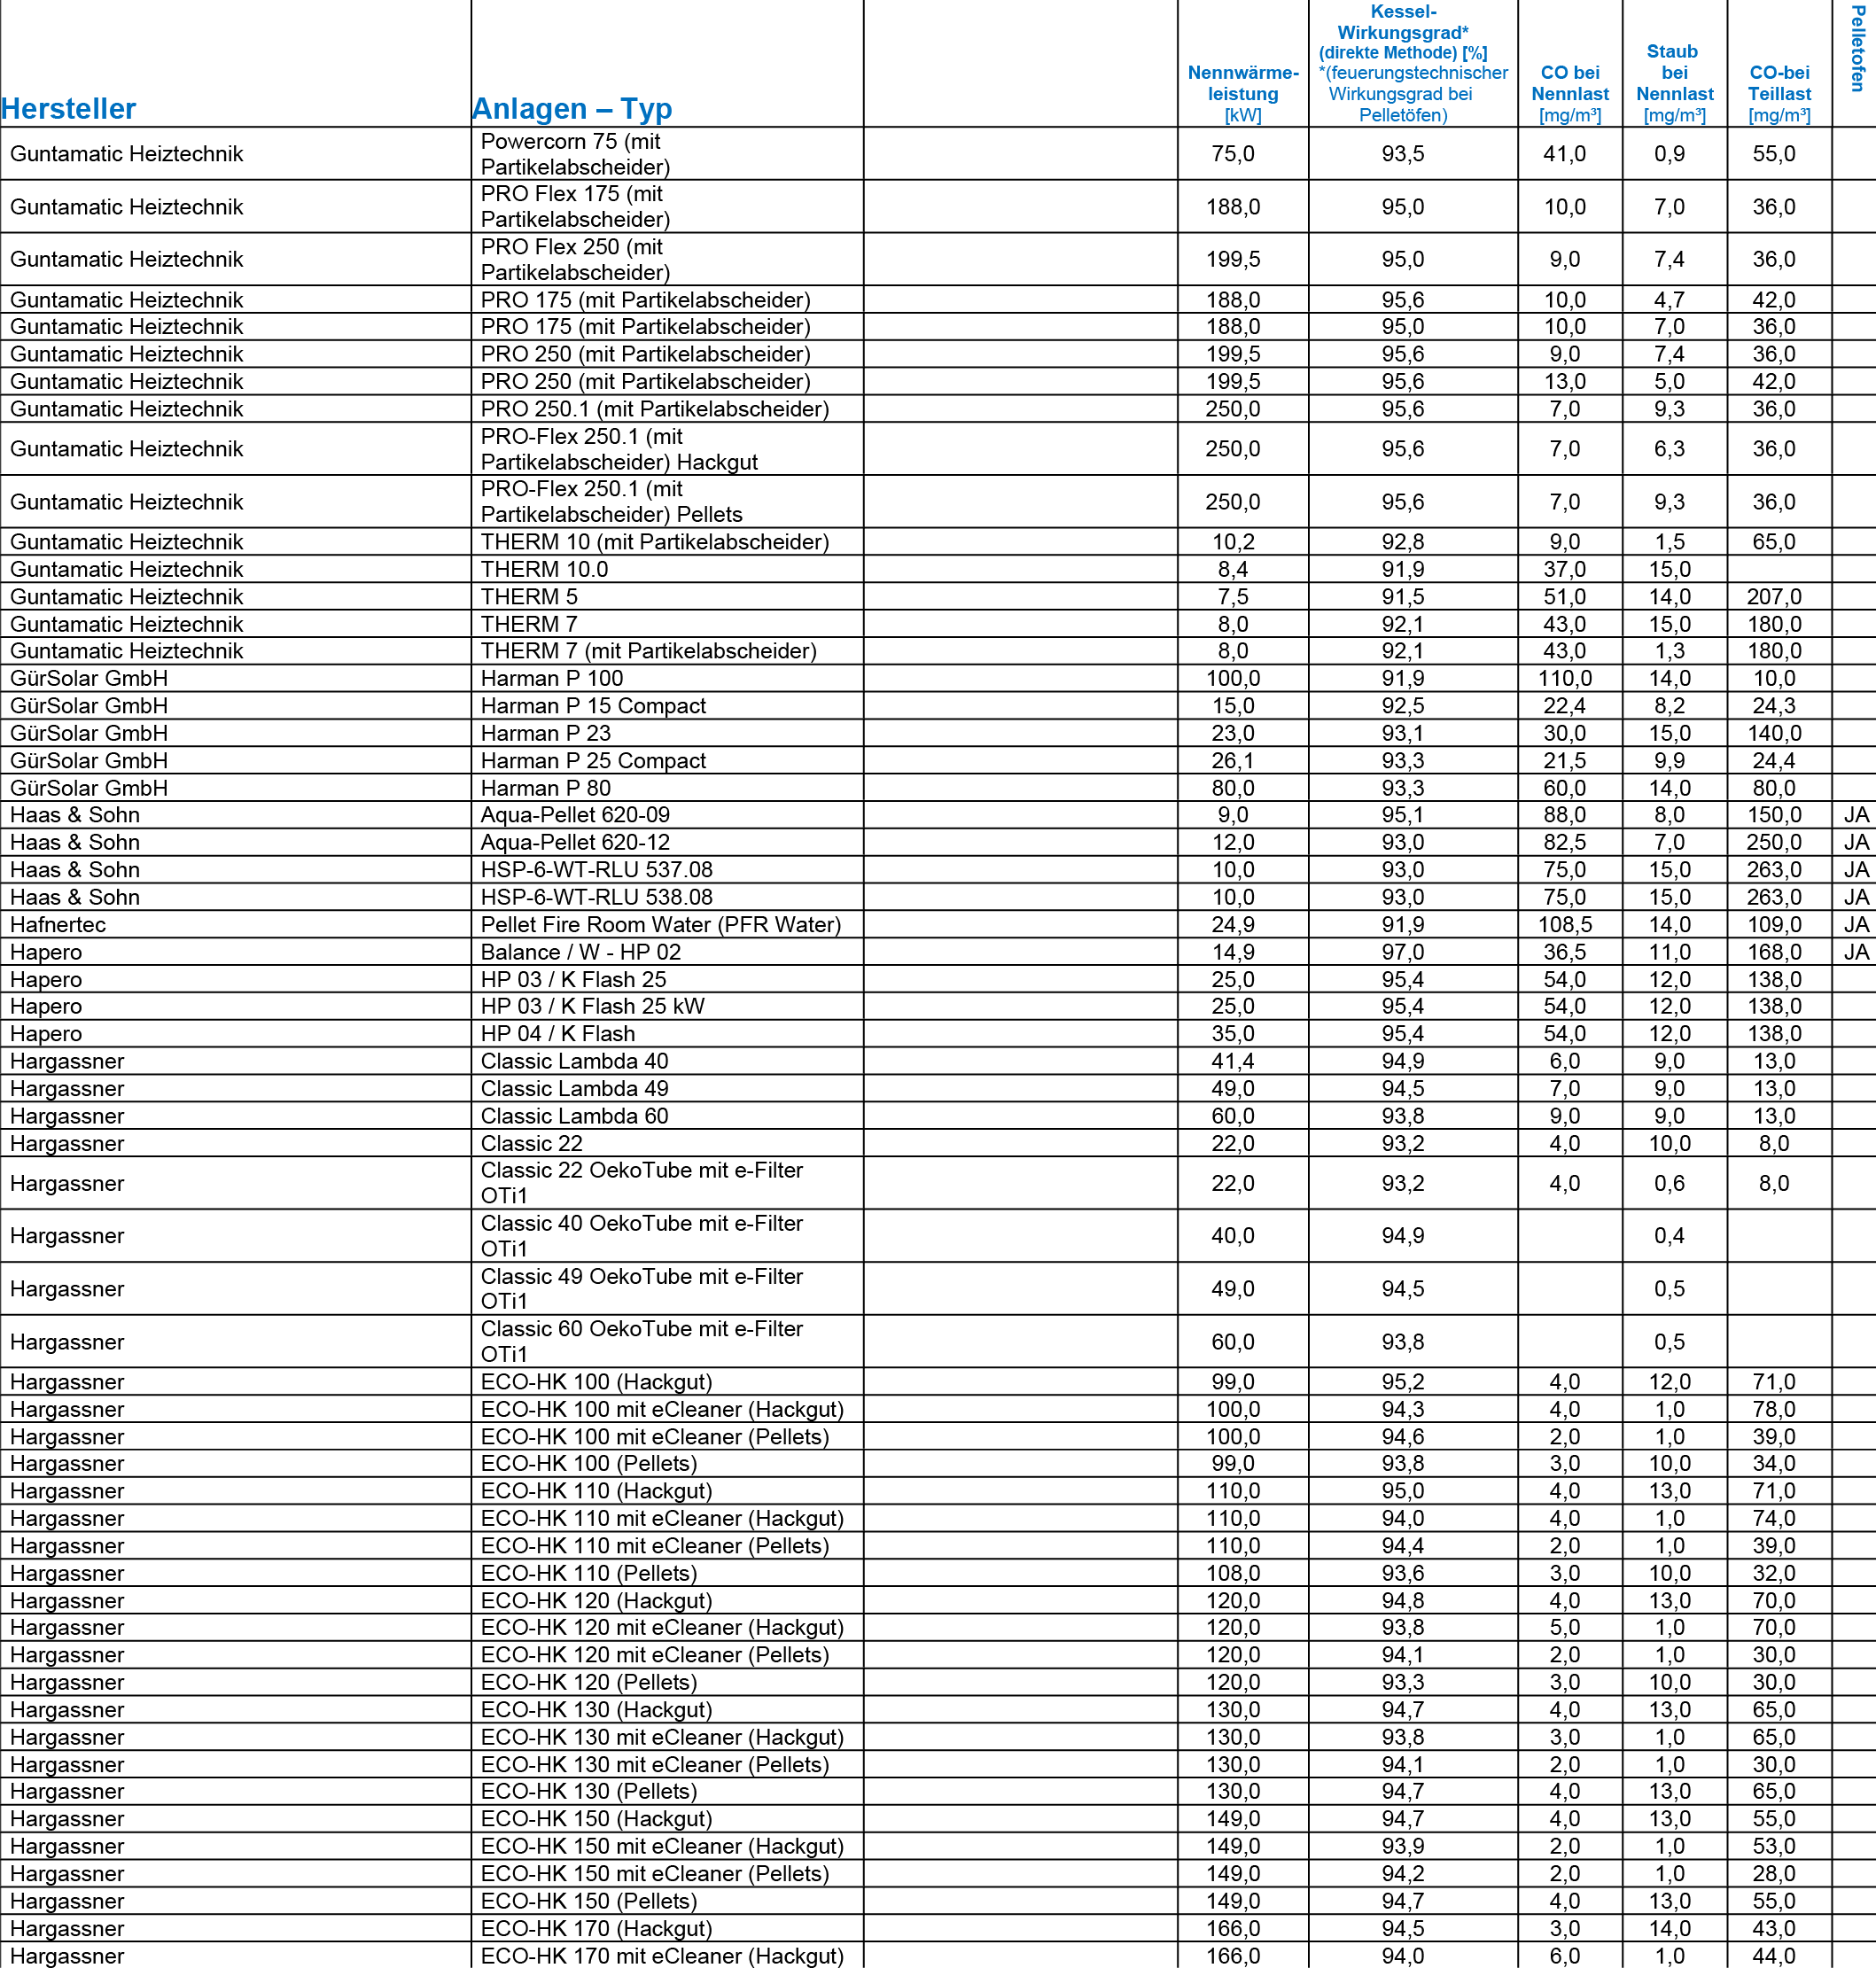 Hersteller Anlagen – Typ Nennwärme-leistung [kW] Kessel-Wirkungsgrad* (direkte Methode) [%] *(feuerungstechnischer Wirkungsgrad bei Pelletöfen) CO bei Nennlast [mg/m³] Staub bei Nennlast [mg/m³] CO-bei Teillast [mg/m³] Pelletofen
Guntamatic Heiztechnik Powercorn 75 (mit Partikelabscheider) 75,0 93,5 41,0 0,9 55,0
Guntamatic Heiztechnik PRO Flex 175 (mit Partikelabscheider) 188,0 95,0 10,0 7,0 36,0
Guntamatic Heiztechnik PRO Flex 250 (mit Partikelabscheider) 199,5 95,0 9,0 7,4 36,0
Guntamatic Heiztechnik PRO 175 (mit Partikelabscheider) 188,0 95,6 10,0 4,7 42,0
Guntamatic Heiztechnik PRO 175 (mit Partikelabscheider) 188,0 95,0 10,0 7,0 36,0
Guntamatic Heiztechnik PRO 250 (mit Partikelabscheider) 199,5 95,6 9,0 7,4 36,0
Guntamatic Heiztechnik PRO 250 (mit Partikelabscheider) 199,5 95,6 13,0 5,0 42,0
Guntamatic Heiztechnik PRO 250.1 (mit Partikelabscheider) 250,0 95,6 7,0 9,3 36,0
Guntamatic Heiztechnik PRO-Flex 250.1 (mit Partikelabscheider) Hackgut 250,0 95,6 7,0 6,3 36,0
Guntamatic Heiztechnik PRO-Flex 250.1 (mit Partikelabscheider) Pellets 250,0 95,6 7,0 9,3 36,0
Guntamatic Heiztechnik THERM 10 (mit Partikelabscheider) 10,2 92,8 9,0 1,5 65,0
Guntamatic Heiztechnik THERM 10.0 8,4 91,9 37,0 15,0
Guntamatic Heiztechnik THERM 5 7,5 91,5 51,0 14,0 207,0
Guntamatic Heiztechnik THERM 7 8,0 92,1 43,0 15,0 180,0
Guntamatic Heiztechnik THERM 7 (mit Partikelabscheider) 8,0 92,1 43,0 1,3 180,0
GürSolar GmbH Harman P 100 100,0 91,9 110,0 14,0 10,0
GürSolar GmbH Harman P 15 Compact 15,0 92,5 22,4 8,2 24,3
GürSolar GmbH Harman P 23 23,0 93,1 30,0 15,0 140,0
GürSolar GmbH Harman P 25 Compact 26,1 93,3 21,5 9,9 24,4
GürSolar GmbH Harman P 80 80,0 93,3 60,0 14,0 80,0
Haas & Sohn Aqua-Pellet 620-09 9,0 95,1 88,0 8,0 150,0 JA
Haas & Sohn Aqua-Pellet 620-12 12,0 93,0 82,5 7,0 250,0 JA
Haas & Sohn HSP-6-WT-RLU 537.08 10,0 93,0 75,0 15,0 263,0 JA
Haas & Sohn HSP-6-WT-RLU 538.08 10,0 93,0 75,0 15,0 263,0 JA
Hafnertec Pellet Fire Room Water (PFR Water) 24,9 91,9 108,5 14,0 109,0 JA
Hapero Balance / W - HP 02 14,9 97,0 36,5 11,0 168,0 JA
Hapero HP 03 / K Flash 25 25,0 95,4 54,0 12,0 138,0
Hapero HP 03 / K Flash 25 kW 25,0 95,4 54,0 12,0 138,0
Hapero HP 04 / K Flash 35,0 95,4 54,0 12,0 138,0
Hargassner Classic Lambda 40 41,4 94,9 6,0 9,0 13,0
Hargassner Classic Lambda 49 49,0 94,5 7,0 9,0 13,0
Hargassner Classic Lambda 60 60,0 93,8 9,0 9,0 13,0
Hargassner Classic 22 22,0 93,2 4,0 10,0 8,0
Hargassner Classic 22 OekoTube mit e-Filter OTi1 22,0 93,2 4,0 0,6 8,0
Hargassner Classic 40 OekoTube mit e-Filter OTi1 40,0 94,9 0,4
Hargassner Classic 49 OekoTube mit e-Filter OTi1 49,0 94,5 0,5
Hargassner Classic 60 OekoTube mit e-Filter OTi1 60,0 93,8 0,5
Hargassner ECO-HK 100 (Hackgut) 99,0 95,2 4,0 12,0 71,0
Hargassner ECO-HK 100 mit eCleaner (Hackgut) 100,0 94,3 4,0 1,0 78,0
Hargassner ECO-HK 100 mit eCleaner (Pellets) 100,0 94,6 2,0 1,0 39,0
Hargassner ECO-HK 100 (Pellets) 99,0 93,8 3,0 10,0 34,0
Hargassner ECO-HK 110 (Hackgut) 110,0 95,0 4,0 13,0 71,0
Hargassner ECO-HK 110 mit eCleaner (Hackgut) 110,0 94,0 4,0 1,0 74,0
Hargassner ECO-HK 110 mit eCleaner (Pellets) 110,0 94,4 2,0 1,0 39,0
Hargassner ECO-HK 110 (Pellets) 108,0 93,6 3,0 10,0 32,0
Hargassner ECO-HK 120 (Hackgut) 120,0 94,8 4,0 13,0 70,0
Hargassner ECO-HK 120 mit eCleaner (Hackgut) 120,0 93,8 5,0 1,0 70,0
Hargassner ECO-HK 120 mit eCleaner (Pellets) 120,0 94,1 2,0 1,0 30,0
Hargassner ECO-HK 120 (Pellets) 120,0 93,3 3,0 10,0 30,0
Hargassner ECO-HK 130 (Hackgut) 130,0 94,7 4,0 13,0 65,0
Hargassner ECO-HK 130 mit eCleaner (Hackgut) 130,0 93,8 3,0 1,0 65,0
Hargassner ECO-HK 130 mit eCleaner (Pellets) 130,0 94,1 2,0 1,0 30,0
Hargassner ECO-HK 130 (Pellets) 130,0 94,7 4,0 13,0 65,0
Hargassner ECO-HK 150 (Hackgut) 149,0 94,7 4,0 13,0 55,0
Hargassner ECO-HK 150 mit eCleaner (Hackgut) 149,0 93,9 2,0 1,0 53,0
Hargassner ECO-HK 150 mit eCleaner (Pellets) 149,0 94,2 2,0 1,0 28,0
Hargassner ECO-HK 150 (Pellets) 149,0 94,7 4,0 13,0 55,0
Hargassner ECO-HK 170 (Hackgut) 166,0 94,5 3,0 14,0 43,0
Hargassner ECO-HK 170 mit eCleaner (Hackgut) 166,0 94,0 6,0 1,0 44,0